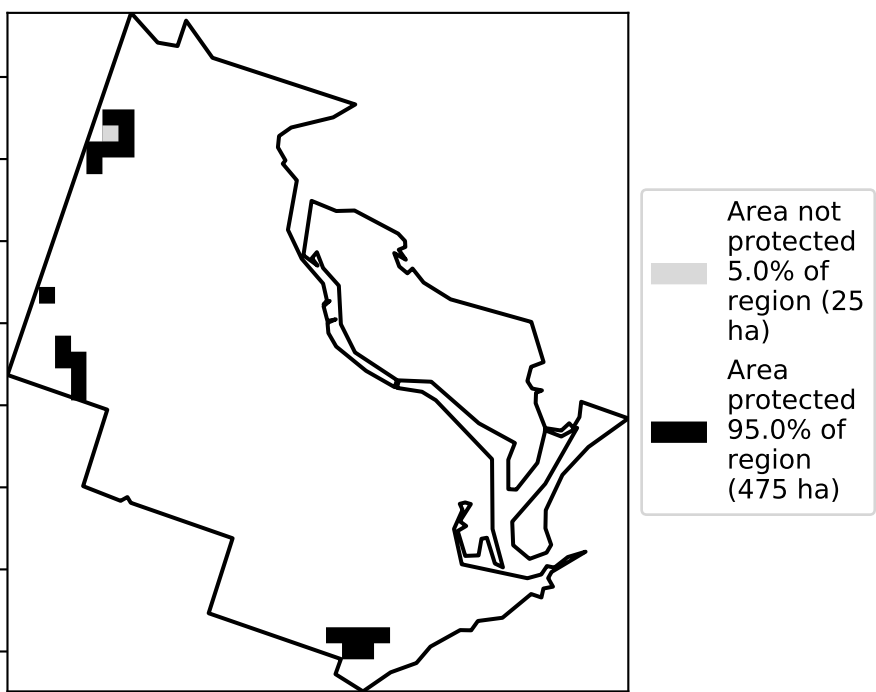 Area not
protected
5.0% of
region (25
ha)
Area
protected
95.0% of
region
(475 ha)